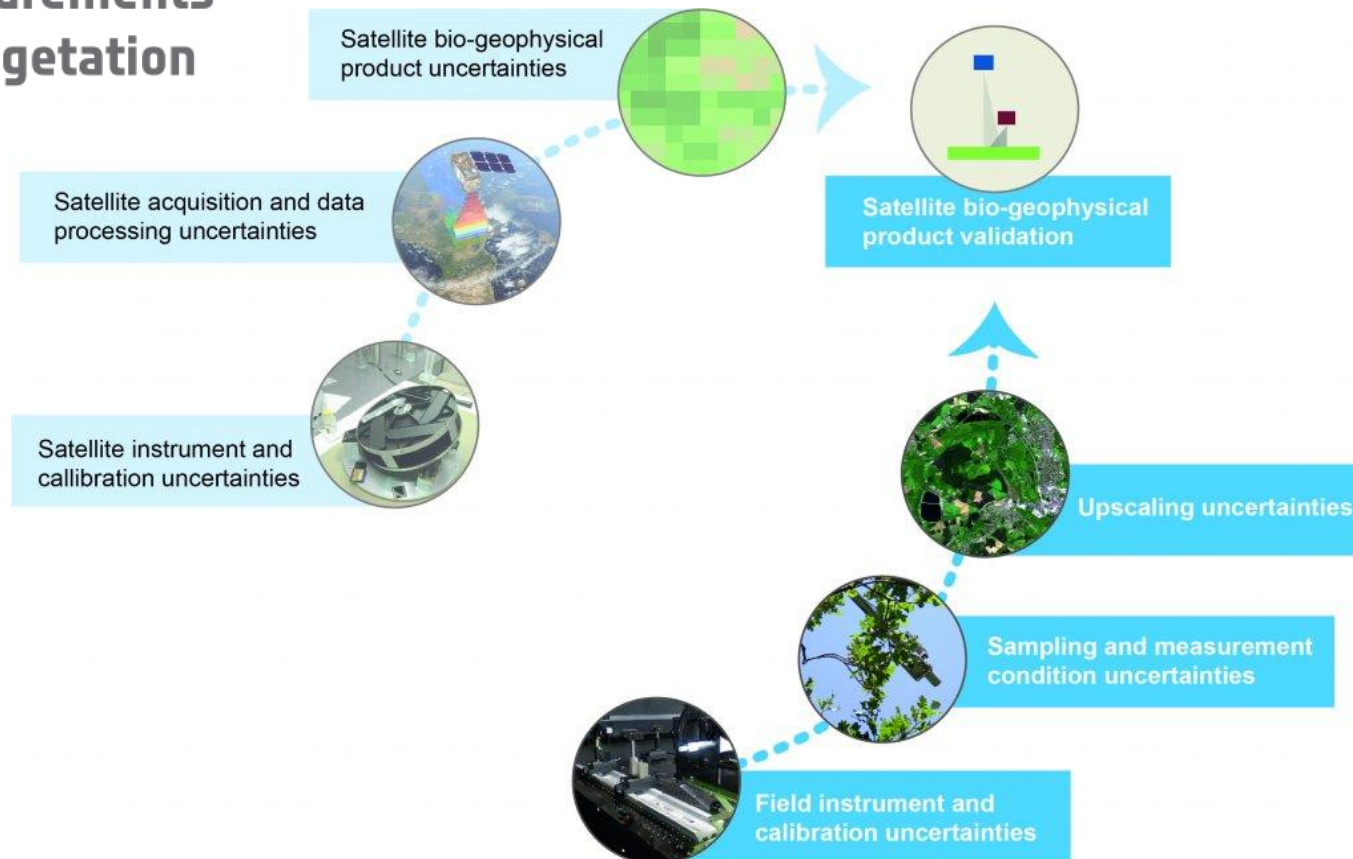 Satellite bio-geophysical
product uncertainties
Satellite acquisition and data
processing uncertainties
Satellite instrument and
callibration uncertainties
Satellite bio-geophysical
product validation
Upscaling uncertainties
Sampling and measurement
condition uncertainties
Field instrument and
calibration uncertainties